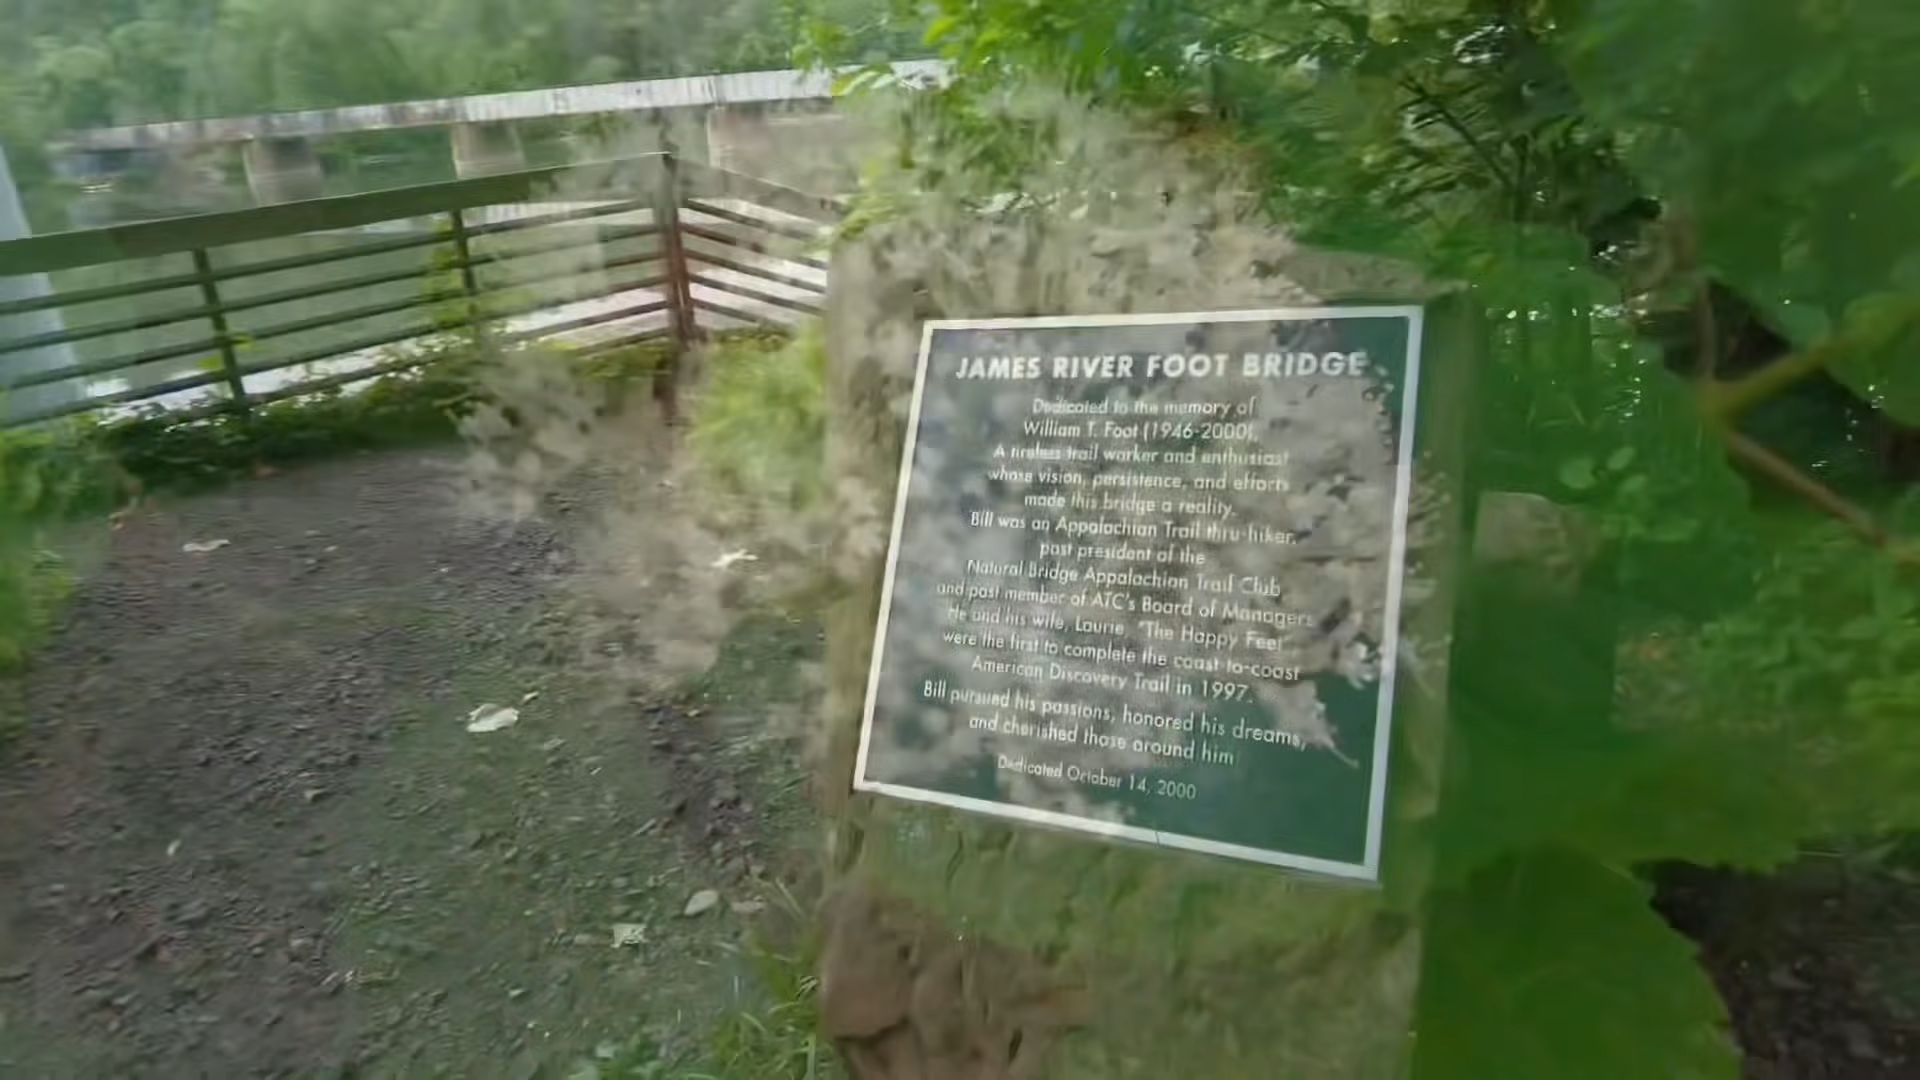 JAMES RIVER FOOT BRIDGE
Dedicated to the memory of
William T. Foot (1946-2000),
A tireless trail worker and enthusiast
whose vision, persistence, and efforts
made this bridge a reality.
Bill was an Appalachian Trail thru-hiker,
past president of the
Natural Bridge Appalachian Trail Club
and past member of ATC's Board of Managers
He and his wife, Laurie, "The Happy Feet"
were the first to complete the coast-to-coast
American Discovery Trail in 1997.
Bill pursued his passions, honored his dreams,
and cherished those around him
Dedicated October 14, 2000